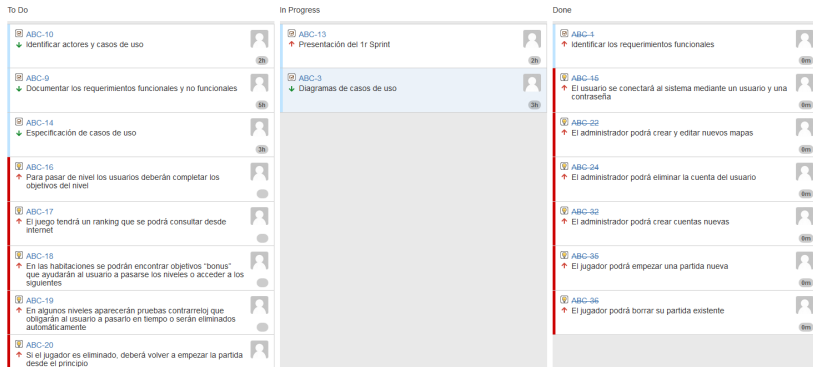 To Do
ABC-10
Identificar actores y casos de uso
2h
ABC-9
Documentar los requerimientos funcionales y no funcionales
5h
ABC-14
Especificación de casos de uso
3h
ABC-16
Para pasar de nivel los usuarios deberán completar los
objetivos del nivel
ABC-17
El juego tendrá un ranking que se podrá consultar desde
internet
ABC-18
En las habitaciones se podrán encontrar objetivos "bonus"
que ayudarán al usuario a pasarse los niveles o acceder a los
siguientes
ABC-19
En algunos niveles aparecerán pruebas contrarreloj que
obligarán al usuario a pasarlo en tiempo o serán eliminados
automáticamente
ABC-20
Si el jugador es eliminado, deberá volver a empezar la partida
desde el principio
In Progress
ABC-13
Presentación del 1r Sprint
2h
ABC-3
Diagramas de casos de uso
3h
Done
ABC-1
Identificar los requerimientos funcionales
0m
ABC-15
El usuario se conectará al sistema mediante un usuario y una
contraseña
0m
ABC-22
El administrador podrá crear y editar nuevos mapas
0m
ABC-24
El administrador podrá eliminar la cuenta del usuario
0m
ABC-32
El administrador podrá crear cuentas nuevas
0m
ABC-35
El jugador podrá empezar una partida nueva
0m
ABC-36
El jugador podrá borrar su partida existente
0m